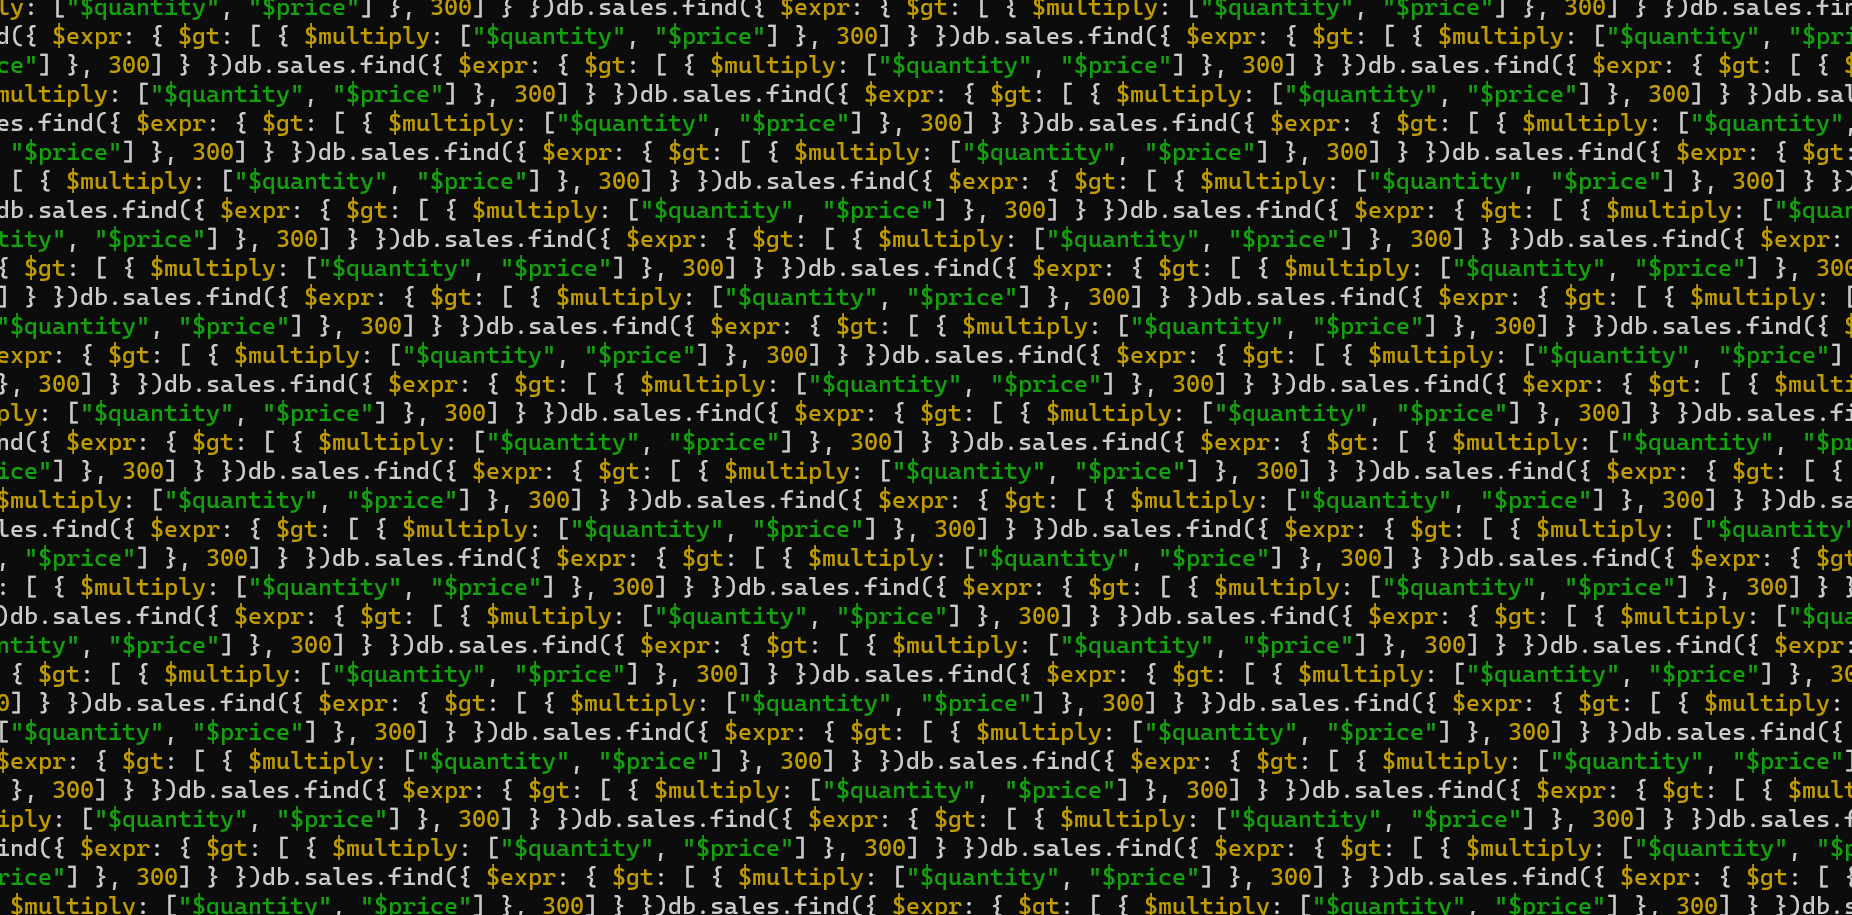 ly: ["$quantity", "$price"] }, 300] } })db.sales.find({ $expr: { $gt: [ { $multiply: ["$quantity", "$price"] }, 300] } })db.sales.fin
d({ $expr: { $gt: [ { $multiply: ["$quantity", "$price"] }, 300] } })db.sales.find({ $expr: { $gt: [ { $multiply: ["$quantity", "$pri
ce"] }, 300] } })db.sales.find({ $expr: { $gt: [ { $multiply: ["$quantity", "$price"] }, 300] } })db.sales.find({ $expr: { $gt: [ { $
multiply: ["$quantity", "$price"] }, 300] } })db.sales.find({ $expr: { $gt: [ { $multiply: ["$quantity", "$price"] }, 300] } })db.sal
es.find({ $expr: { $gt: [ { $multiply: ["$quantity", "$price"] }, 300] } })db.sales.find({ $expr: { $gt: [ { $multiply: ["$quantity",
 "$price"] }, 300] } })db.sales.find({ $expr: { $gt: [ { $multiply: ["$quantity", "$price"] }, 300] } })db.sales.find({ $expr: { $gt:
 [ { $multiply: ["$quantity", "$price"] }, 300] } })db.sales.find({ $expr: { $gt: [ { $multiply: ["$quantity", "$price"] }, 300] } })
db.sales.find({ $expr: { $gt: [ { $multiply: ["$quantity", "$price"] }, 300] } })db.sales.find({ $expr: { $gt: [ { $multiply: ["$quan
tity", "$price"] }, 300] } })db.sales.find({ $expr: { $gt: [ { $multiply: ["$quantity", "$price"] }, 300] } })db.sales.find({ $expr: 
{ $gt: [ { $multiply: ["$quantity", "$price"] }, 300] } })db.sales.find({ $expr: { $gt: [ { $multiply: ["$quantity", "$price"] }, 300
] } })db.sales.find({ $expr: { $gt: [ { $multiply: ["$quantity", "$price"] }, 300] } })db.sales.find({ $expr: { $gt: [ { $multiply: [
"$quantity", "$price"] }, 300] } })db.sales.find({ $expr: { $gt: [ { $multiply: ["$quantity", "$price"] }, 300] } })db.sales.find({ $
expr: { $gt: [ { $multiply: ["$quantity", "$price"] }, 300] } })db.sales.find({ $expr: { $gt: [ { $multiply: ["$quantity", "$price"] 
}, 300] } })db.sales.find({ $expr: { $gt: [ { $multiply: ["$quantity", "$price"] }, 300] } })db.sales.find({ $expr: { $gt: [ { $multi
ply: ["$quantity", "$price"] }, 300] } })db.sales.find({ $expr: { $gt: [ { $multiply: ["$quantity", "$price"] }, 300] } })db.sales.fi
nd({ $expr: { $gt: [ { $multiply: ["$quantity", "$price"] }, 300] } })db.sales.find({ $expr: { $gt: [ { $multiply: ["$quantity", "$pr
ice"] }, 300] } })db.sales.find({ $expr: { $gt: [ { $multiply: ["$quantity", "$price"] }, 300] } })db.sales.find({ $expr: { $gt: [ { 
$multiply: ["$quantity", "$price"] }, 300] } })db.sales.find({ $expr: { $gt: [ { $multiply: ["$quantity", "$price"] }, 300] } })db.sa
les.find({ $expr: { $gt: [ { $multiply: ["$quantity", "$price"] }, 300] } })db.sales.find({ $expr: { $gt: [ { $multiply: ["$quantity"
, "$price"] }, 300] } })db.sales.find({ $expr: { $gt: [ { $multiply: ["$quantity", "$price"] }, 300] } })db.sales.find({ $expr: { $gt
: [ { $multiply: ["$quantity", "$price"] }, 300] } })db.sales.find({ $expr: { $gt: [ { $multiply: ["$quantity", "$price"] }, 300] } }
)db.sales.find({ $expr: { $gt: [ { $multiply: ["$quantity", "$price"] }, 300] } })db.sales.find({ $expr: { $gt: [ { $multiply: ["$qua
ntity", "$price"] }, 300] } })db.sales.find({ $expr: { $gt: [ { $multiply: ["$quantity", "$price"] }, 300] } })db.sales.find({ $expr:
 { $gt: [ { $multiply: ["$quantity", "$price"] }, 300] } })db.sales.find({ $expr: { $gt: [ { $multiply: ["$quantity", "$price"] }, 30
0] } })db.sales.find({ $expr: { $gt: [ { $multiply: ["$quantity", "$price"] }, 300] } })db.sales.find({ $expr: { $gt: [ { $multiply: 
["$quantity", "$price"] }, 300] } })db.sales.find({ $expr: { $gt: [ { $multiply: ["$quantity", "$price"] }, 300] } })db.sales.find({ 
$expr: { $gt: [ { $multiply: ["$quantity", "$price"] }, 300] } })db.sales.find({ $expr: { $gt: [ { $multiply: ["$quantity", "$price"]
 }, 300] } })db.sales.find({ $expr: { $gt: [ { $multiply: ["$quantity", "$price"] }, 300] } })db.sales.find({ $expr: { $gt: [ { $mult
iply: ["$quantity", "$price"] }, 300] } })db.sales.find({ $expr: { $gt: [ { $multiply: ["$quantity", "$price"] }, 300] } })db.sales.f
ind({ $expr: { $gt: [ { $multiply: ["$quantity", "$price"] }, 300] } })db.sales.find({ $expr: { $gt: [ { $multiply: ["$quantity", "$p
rice"] }, 300] } })db.sales.find({ $expr: { $gt: [ { $multiply: ["$quantity", "$price"] }, 300] } })db.sales.find({ $expr: { $gt: [ {
 $multiply: ["$quantity", "$price"] }, 300] } })db.sales.find({ $expr: { $gt: [ { $multiply: ["$quantity", "$price"] }, 300] } })db.s